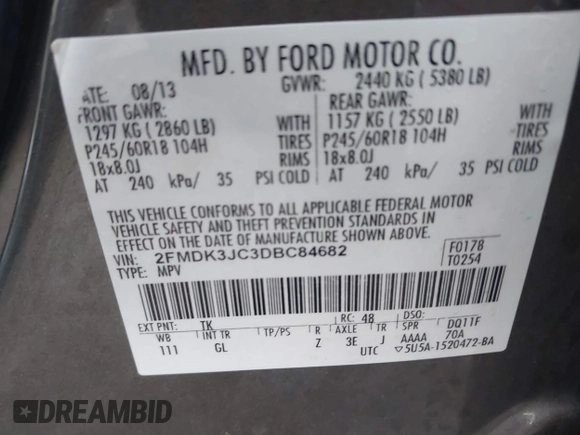 MFD. BY FORD MOTOR CO.
ATE: 08/13 GVWR: 2440 KG ( 5380 LB)
FRONT GAWR: REAR GAWR:
1297 KG ( 2860 LB) WITH 1157 KG ( 2550 LB) WITH
P245/60R18 104H TIRES P245/60R18 104H TIRES
18x8.0J RIMS 18x8.0J RIMS
AT 240 kPa/ 35 PSI COLD AT 240 kPa/ 35 PSI COLD
THIS VEHICLE CONFORMS TO ALL APPLICABLE FEDERAL MOTOR
VEHICLE SAFETY AND THEFT PREVENTION STANDARDS IN
EFFECT ON THE DATE OF MANUFACTURE SHOWN ABOVE.
VIN: 2FMDK3JC3DBC84682 F0178
TYPE: MPV T0254
EXT PNT: TK RC: 48 DSO: DQ11F
WB INT TR TP/PS R AXLE TR SPR 70A
111 GL Z 3E J AAAA
UTC ▽5U5A-1520472-BA
DREAMBID